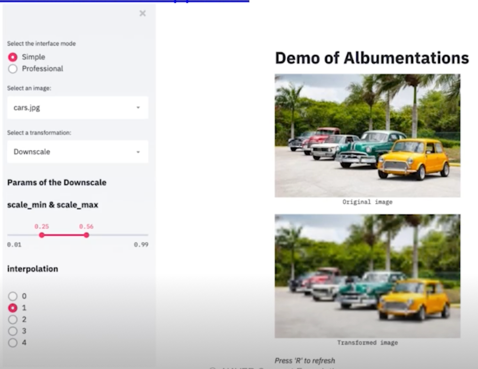 ×
Select the interface mode
Simple
Professional
Select an image:
cars.jpg
Select a transformation:
Downscale
Params of the Downscale
scale_min & scale_max
0.25 0.56
0.01 0.99
interpolation
0
1
2
3
4
Demo of Albumentations
Original image
Transformed image
Press 'R' to refresh